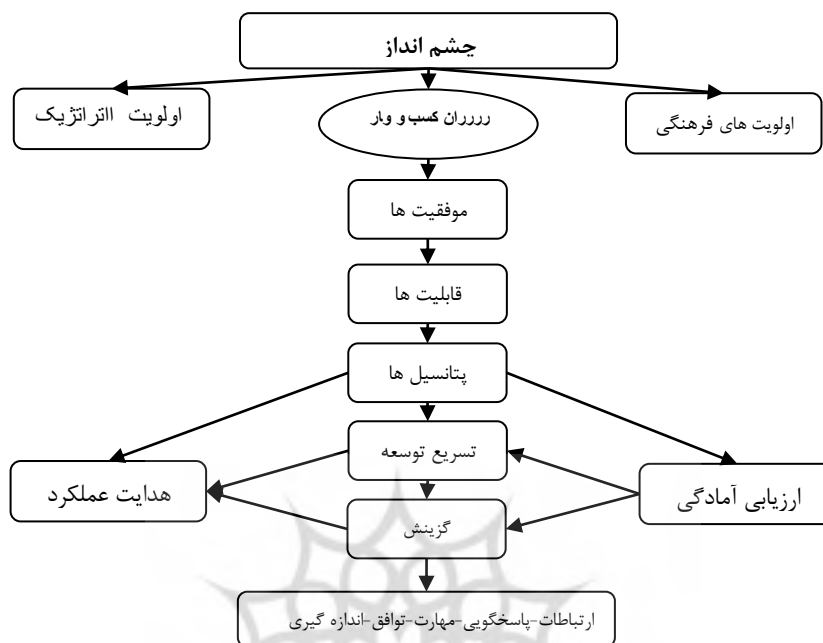 چشم انداز
اولویت های فرهنگی
ررررران کسب و وار
اولویت ااتراتژیک
موفقیت ها
قابلیت ها
پتانسیل ها
تسریع توسعه
ارزیابی آمادگی
هدایت عملکرد
گزینش
ارتباطات-پاسخگویی-مهارت-توافق-اندازه گیری